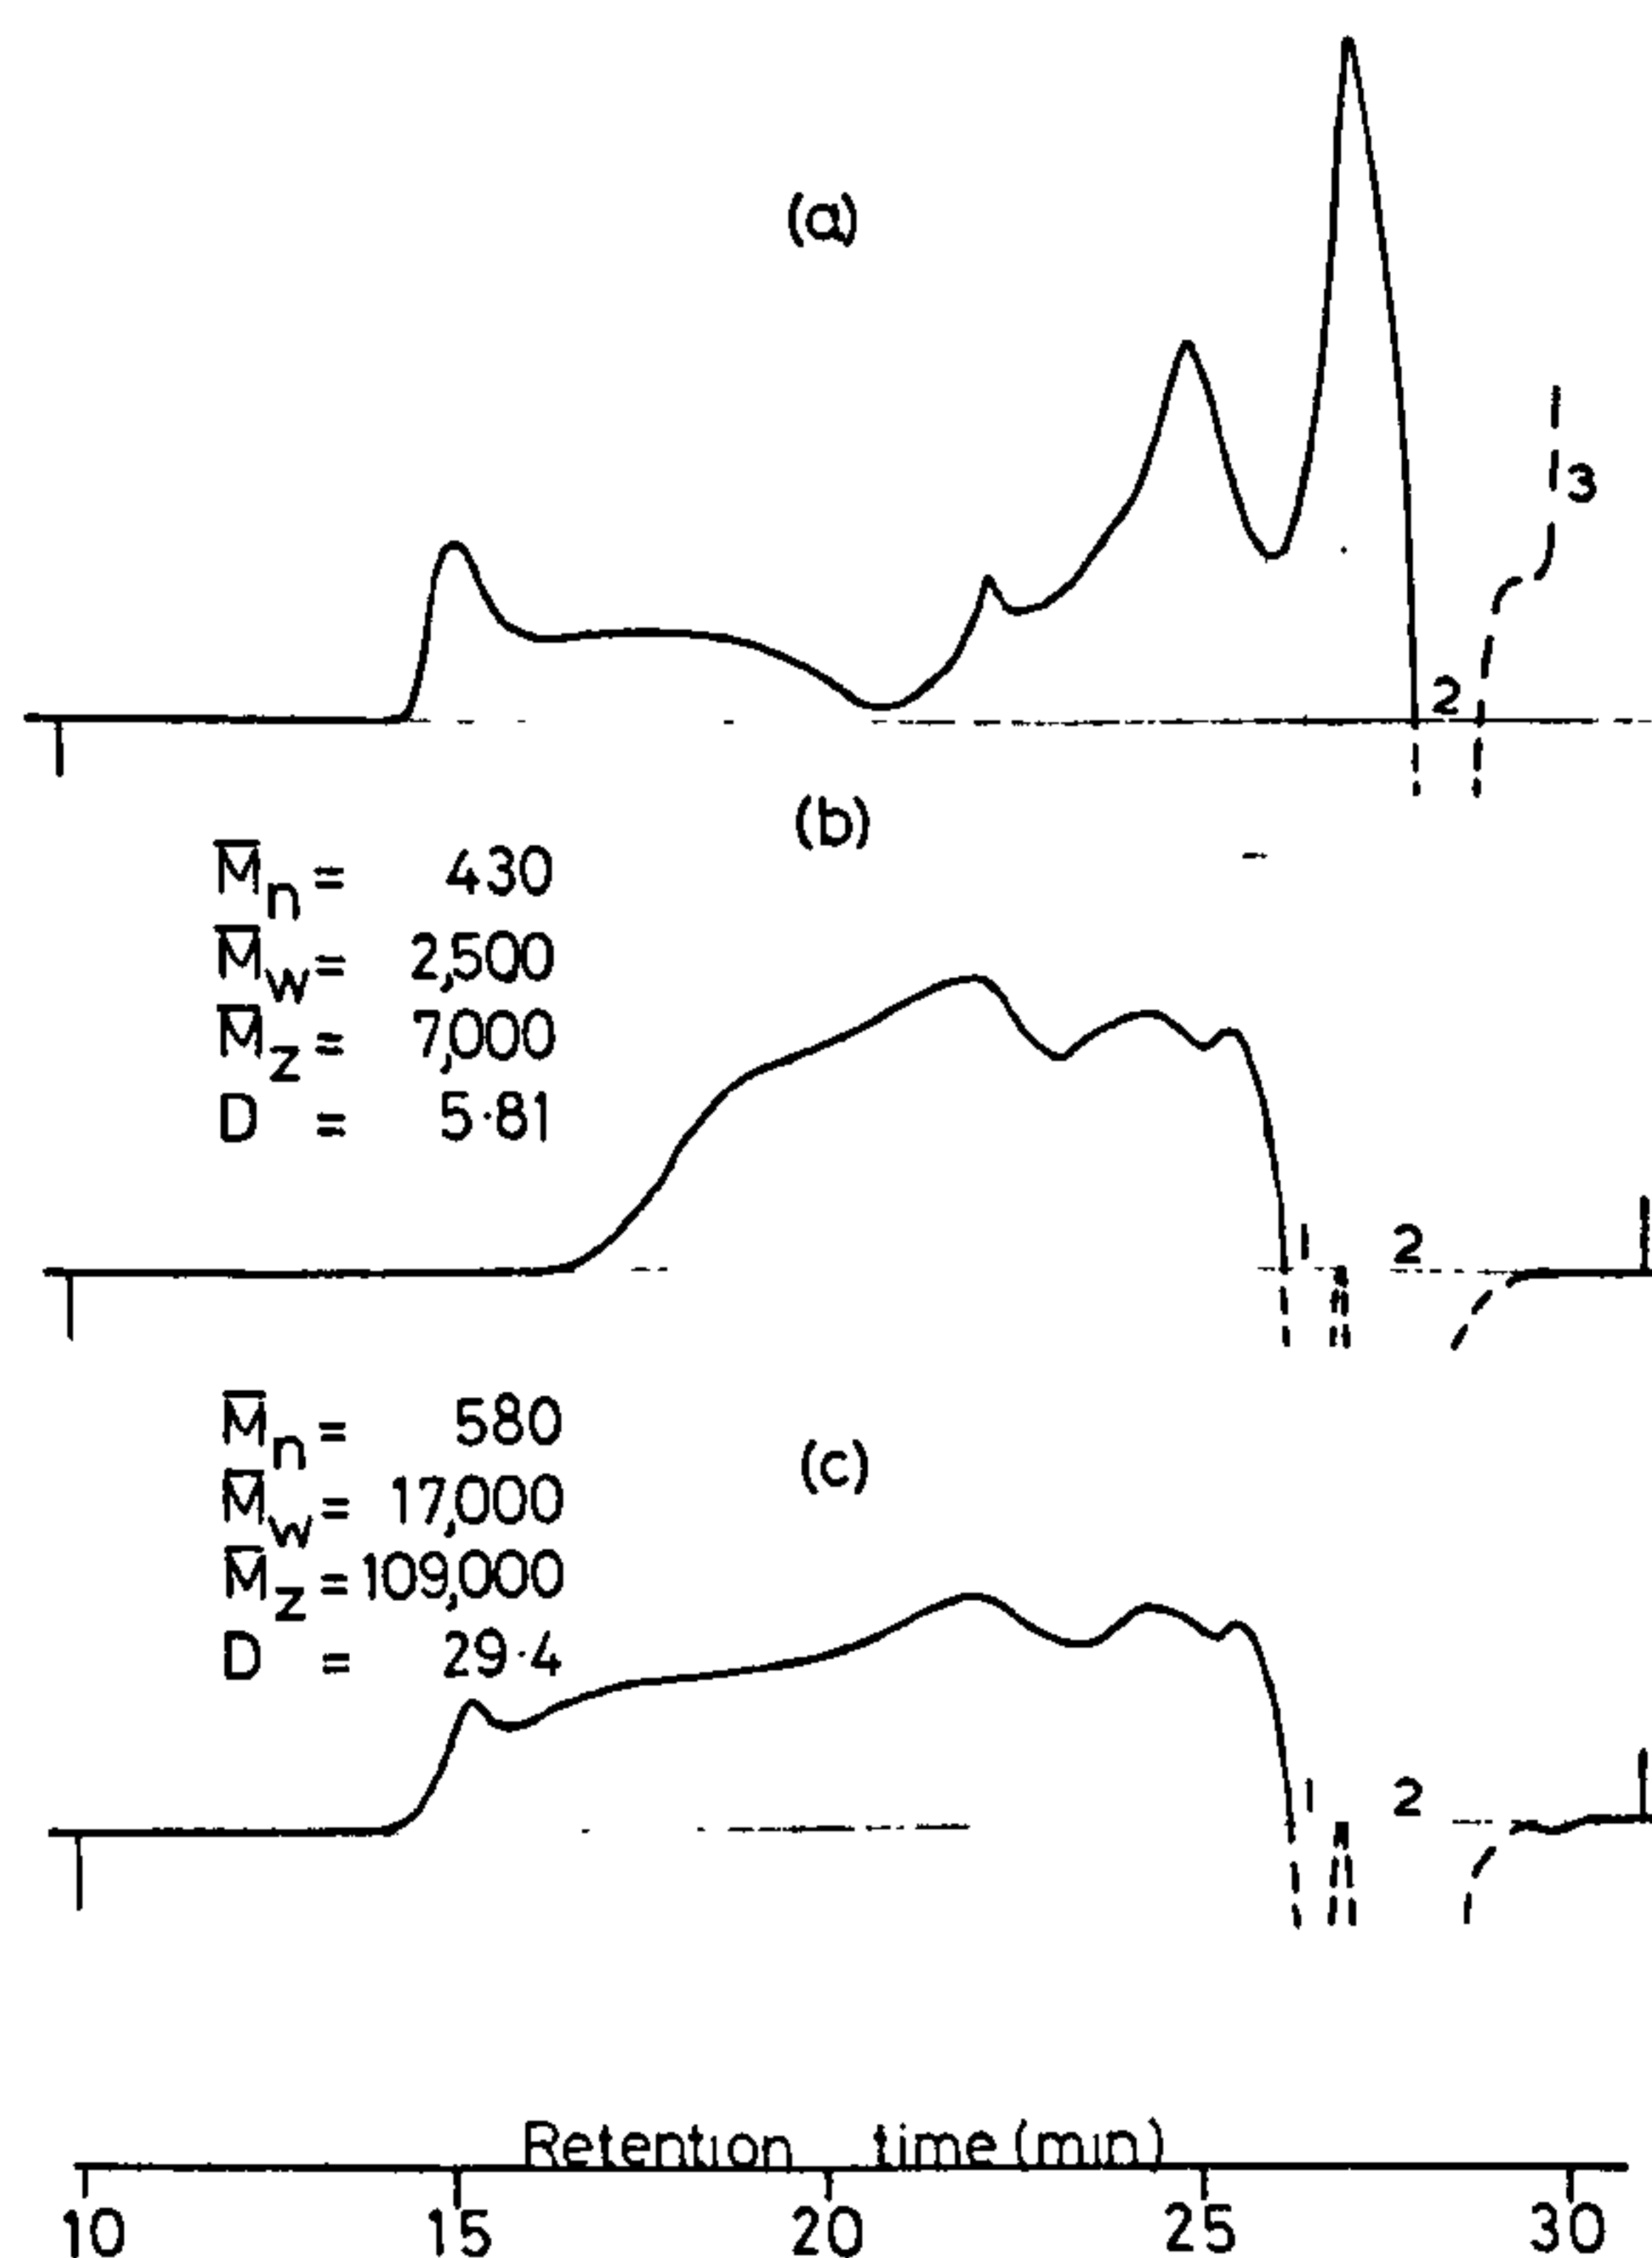 (a)
3
2
(b)
M̅n = 430
M̅w = 2,500
M̅z = 7,000
D = 5·81
1 2
M̅n = 580
(c)
M̅w = 17,000
M̅z = 109,000
D = 29·4
1 2
Retention time (min)
10 15 20 25 30